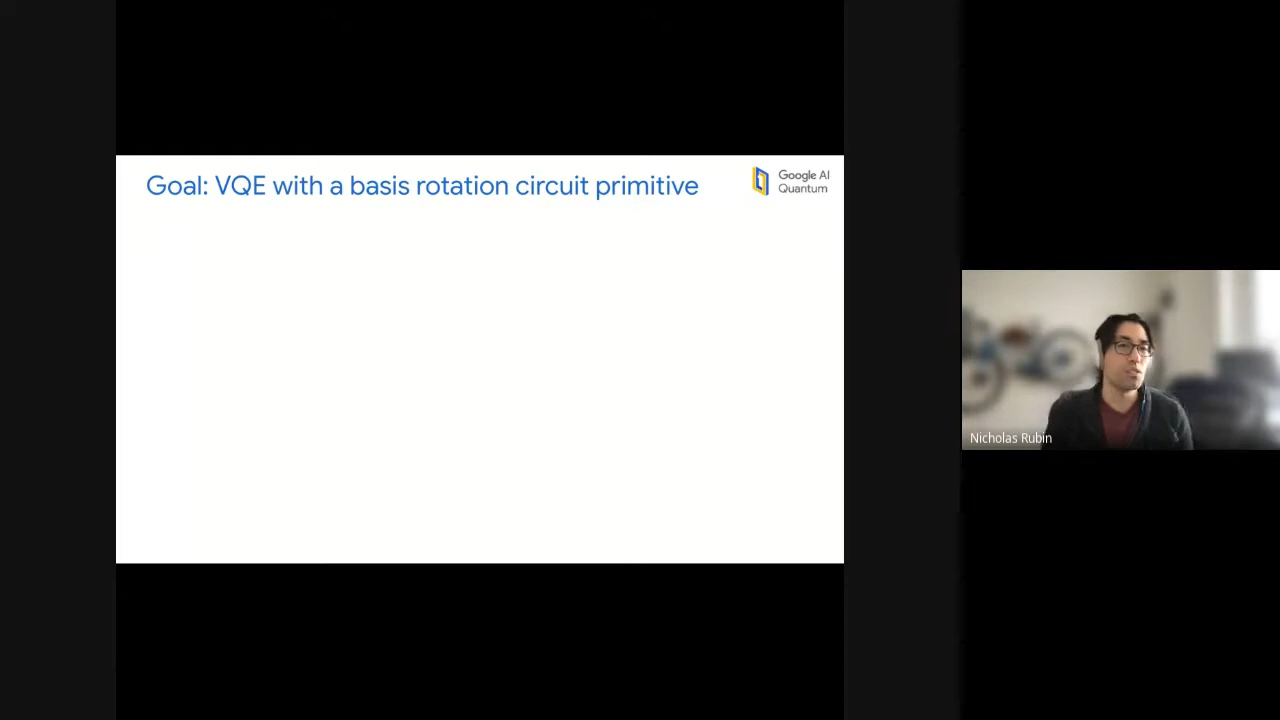 Goal: VQE with a basis rotation circuit primitive
Google AI
Quantum
Nicholas Rubin